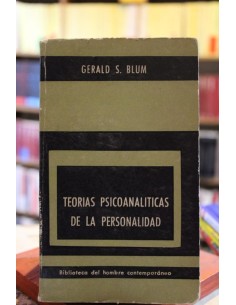 GERALD S. BLUM
TEORIAS PSICOANALITICAS
DE LA PERSONALIDAD
Biblioteca del hombre contemporáneo